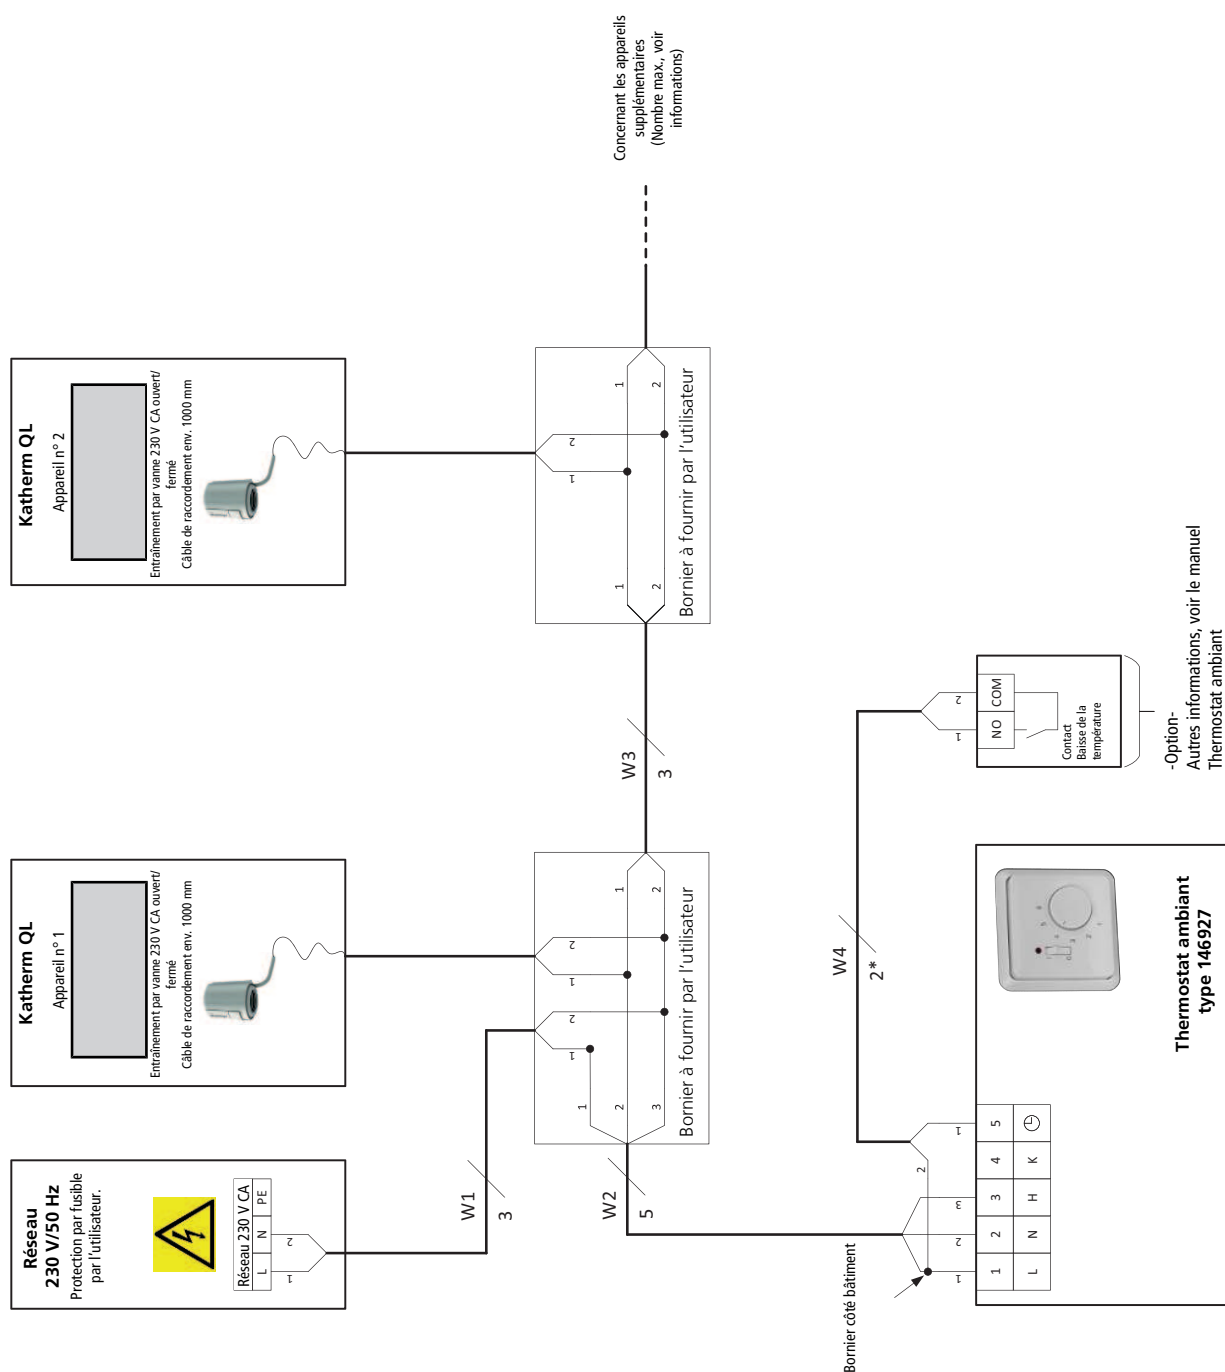 Réseau
230 V/50 Hz
Protection par fusible
par l'utilisateur.
Réseau 230 V CA
L
N
PE
1
2
W1
3
Katherm QL
Appareil n° 1
Entraînement par vanne 230 V CA ouvert/
fermé
Câble de raccordement env. 1000 mm
Katherm QL
Appareil n° 2
Entraînement par vanne 230 V CA ouvert/
fermé
Câble de raccordement env. 1000 mm
1
2
1
2
1
2
3
1
2
Bornier à fournir par l'utilisateur
W2
5
W3
3
1
2
1
2
1
2
Bornier à fournir par l'utilisateur
Concernant les appareils
supplémentaires
(Nombre max., voir
informations)
Bornier côté bâtiment
1
2
3
2
1
1
2
3
4
5
L
N
H
K
W4
2*
1
2
NO
COM
Contact
Baisse de la
température
-Option-
Autres informations, voir le manuel
Thermostat ambiant
Thermostat ambiant
type 146927